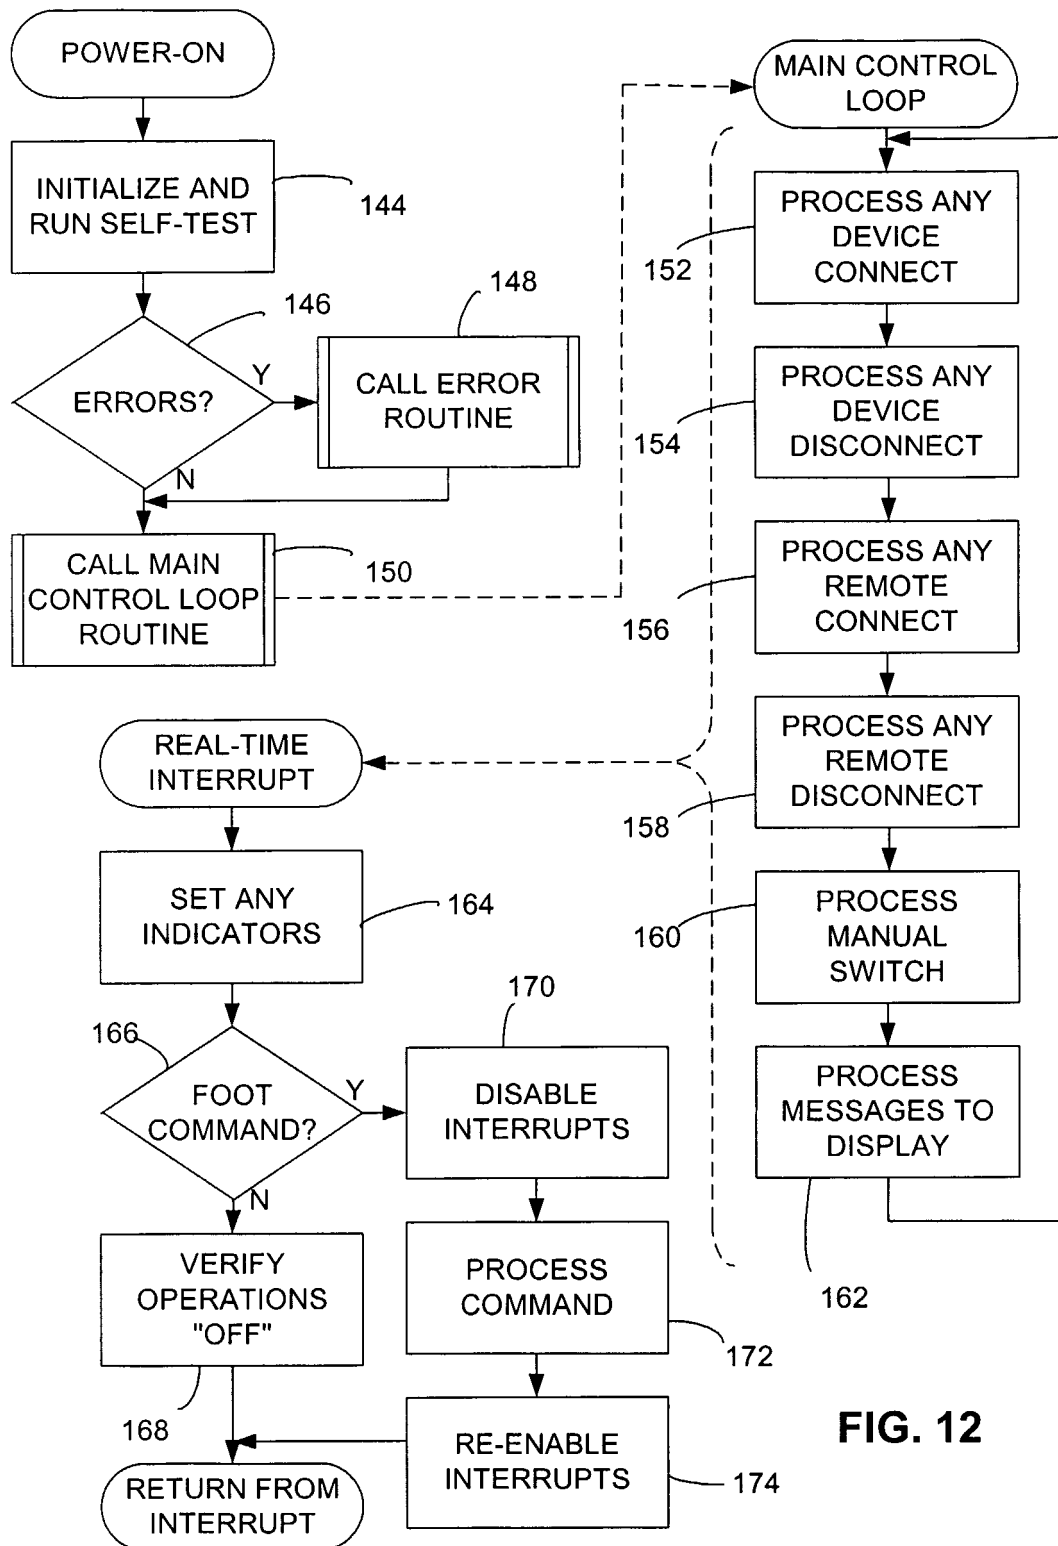 POWER-ON
INITIALIZE AND
RUN SELF-TEST
144
146
ERRORS?
Y
N
148
CALL ERROR
ROUTINE
CALL MAIN
CONTROL LOOP
ROUTINE
150
MAIN CONTROL
LOOP
PROCESS ANY
DEVICE
CONNECT
152
PROCESS ANY
DEVICE
DISCONNECT
154
PROCESS ANY
REMOTE
CONNECT
156
PROCESS ANY
REMOTE
DISCONNECT
158
PROCESS
MANUAL
SWITCH
160
PROCESS
MESSAGES TO
DISPLAY
162
REAL-TIME
INTERRUPT
SET ANY
INDICATORS
164
166
FOOT
COMMAND?
Y
N
170
DISABLE
INTERRUPTS
VERIFY
OPERATIONS
"OFF"
168
PROCESS
COMMAND
172
RE-ENABLE
INTERRUPTS
174
RETURN FROM
INTERRUPT
FIG. 12